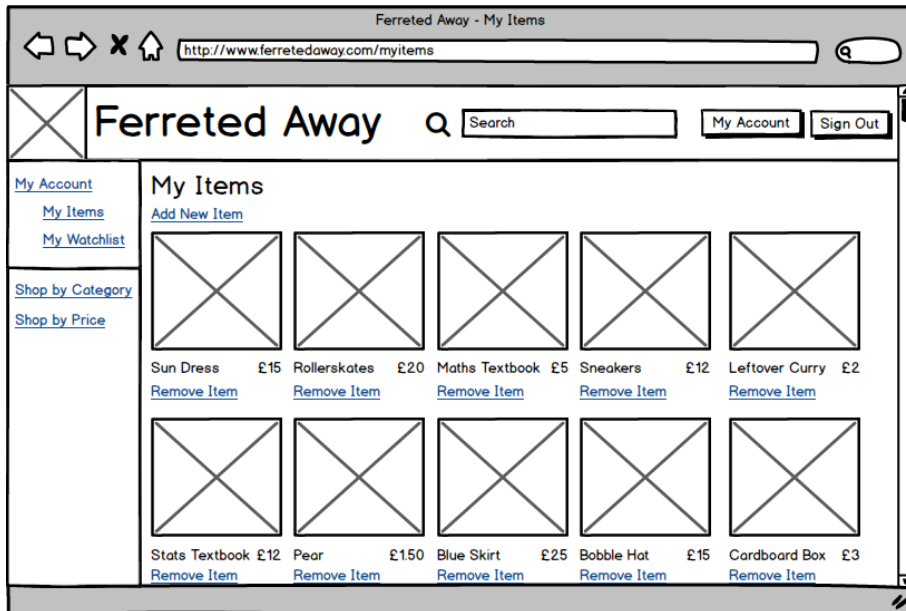 Ferreted Away - My Items
http://www.ferretedaway.com/myitems
Ferreted Away
Search
My Account
Sign Out
My Account
My Items
My Watchlist
Shop by Category
Shop by Price
My Items
Add New Item
Sun Dress £15 Rollerskates £20 Maths Textbook £5 Sneakers £12 Leftover Curry £2
Remove Item Remove Item Remove Item Remove Item Remove Item
Stats Textbook £12 Pear £1.50 Blue Skirt £25 Bobble Hat £15 Cardboard Box £3
Remove Item Remove Item Remove Item Remove Item Remove Item